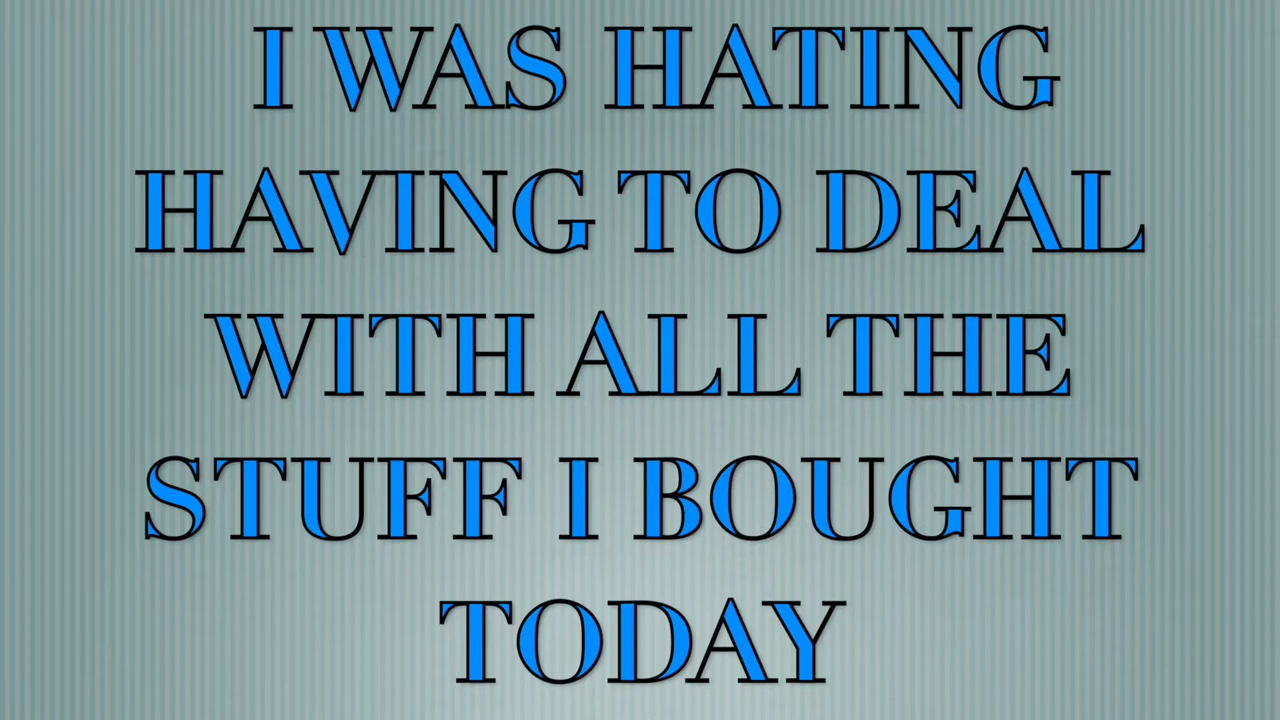 I WAS HATING
HAVING TO DEAL
WITH ALL THE
STUFF I BOUGHT
TODAY